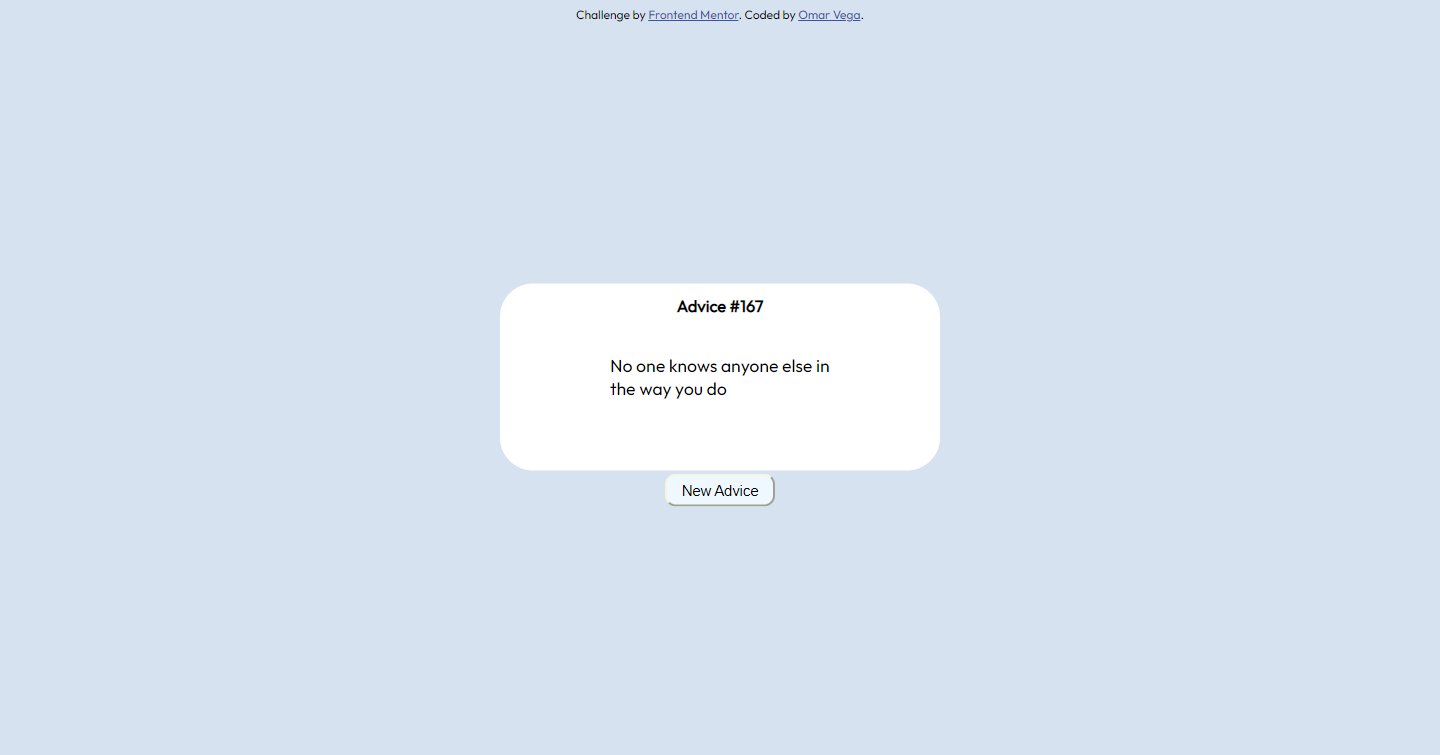 Challenge by Frontend Mentor. Coded by Omar Vega.
Advice #167
No one knows anyone else in
the way you do
New Advice